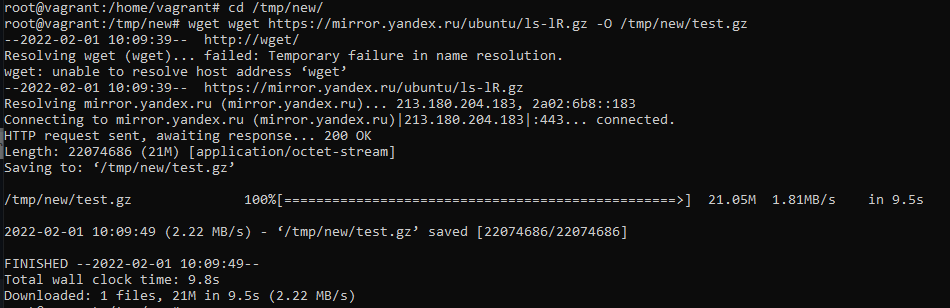 root@vagrant:/home/vagrant# cd /tmp/new/
root@vagrant:/tmp/new# wget wget https://mirror.yandex.ru/ubuntu/ls-lR.gz -O /tmp/new/test.gz
--2022-02-01 10:09:39--  http://wget/
Resolving wget (wget)... failed: Temporary failure in name resolution.
wget: unable to resolve host address ‘wget’
--2022-02-01 10:09:39--  https://mirror.yandex.ru/ubuntu/ls-lR.gz
Resolving mirror.yandex.ru (mirror.yandex.ru)... 213.180.204.183, 2a02:6b8::183
Connecting to mirror.yandex.ru (mirror.yandex.ru)|213.180.204.183|:443... connected.
HTTP request sent, awaiting response... 200 OK
Length: 22074686 (21M) [application/octet-stream]
Saving to: ‘/tmp/new/test.gz’
/tmp/new/test.gz              100%[=================================================>]  21.05M  1.81MB/s    in 9.5s
2022-02-01 10:09:49 (2.22 MB/s) - ‘/tmp/new/test.gz’ saved [22074686/22074686]
FINISHED --2022-02-01 10:09:49--
Total wall clock time: 9.8s
Downloaded: 1 files, 21M in 9.5s (2.22 MB/s)